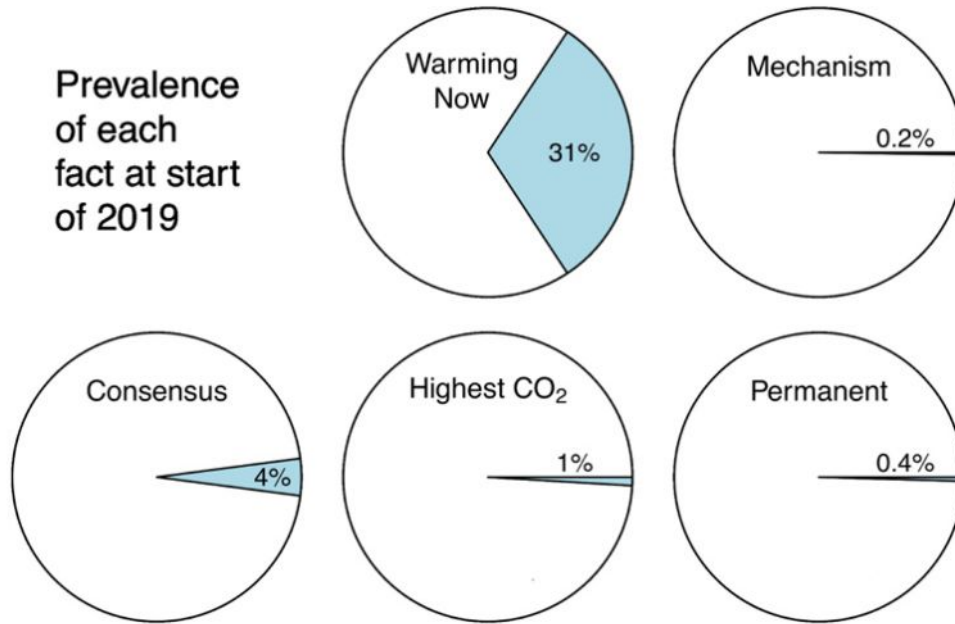 Prevalence
of each
fact at start
of 2019
Warming
Now
31%
Mechanism
0.2%
Consensus
4%
Highest CO₂
1%
Permanent
0.4%